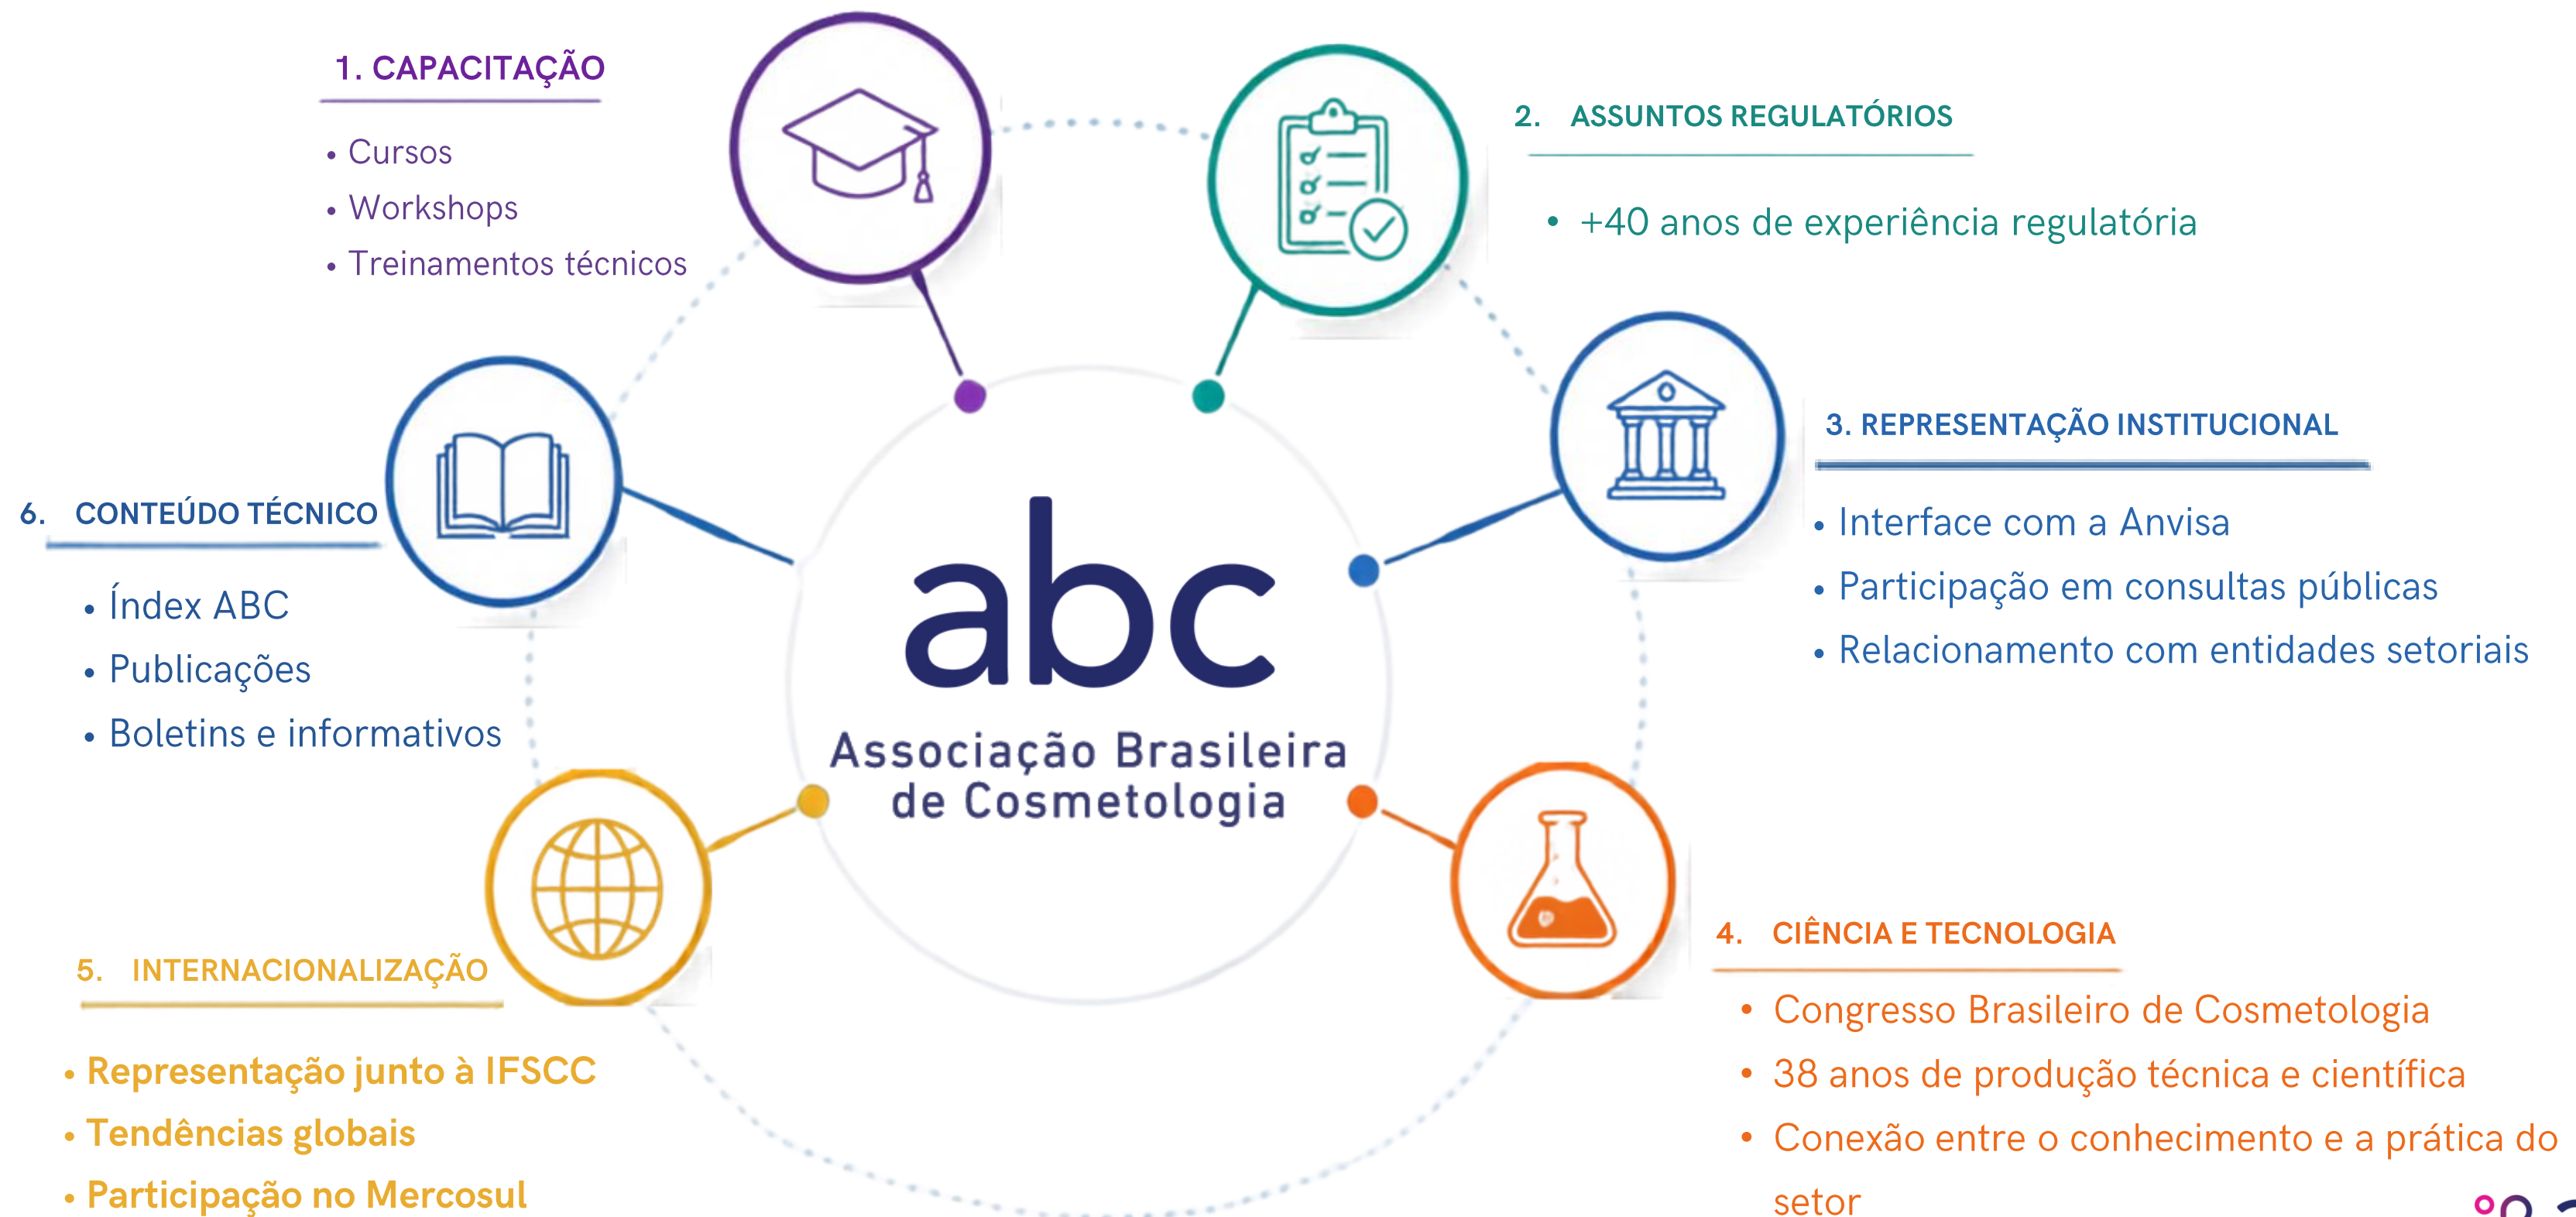 1. CAPACITAÇÃO
• Cursos
• Workshops
• Treinamentos técnicos
2. ASSUNTOS REGULATÓRIOS
• +40 anos de experiência regulatória
3. REPRESENTAÇÃO INSTITUCIONAL
• Interface com a Anvisa
• Participação em consultas públicas
• Relacionamento com entidades setoriais
abc
Associação Brasileira
de Cosmetologia
4. CIÊNCIA E TECNOLOGIA
• Congresso Brasileiro de Cosmetologia
• 38 anos de produção técnica e científica
• Conexão entre o conhecimento e a prática do
setor
5. INTERNACIONALIZAÇÃO
• Representação junto à IFSCC
• Tendências globais
• Participação no Mercosul
6. CONTEÚDO TÉCNICO
• Índex ABC
• Publicações
• Boletins e informativos